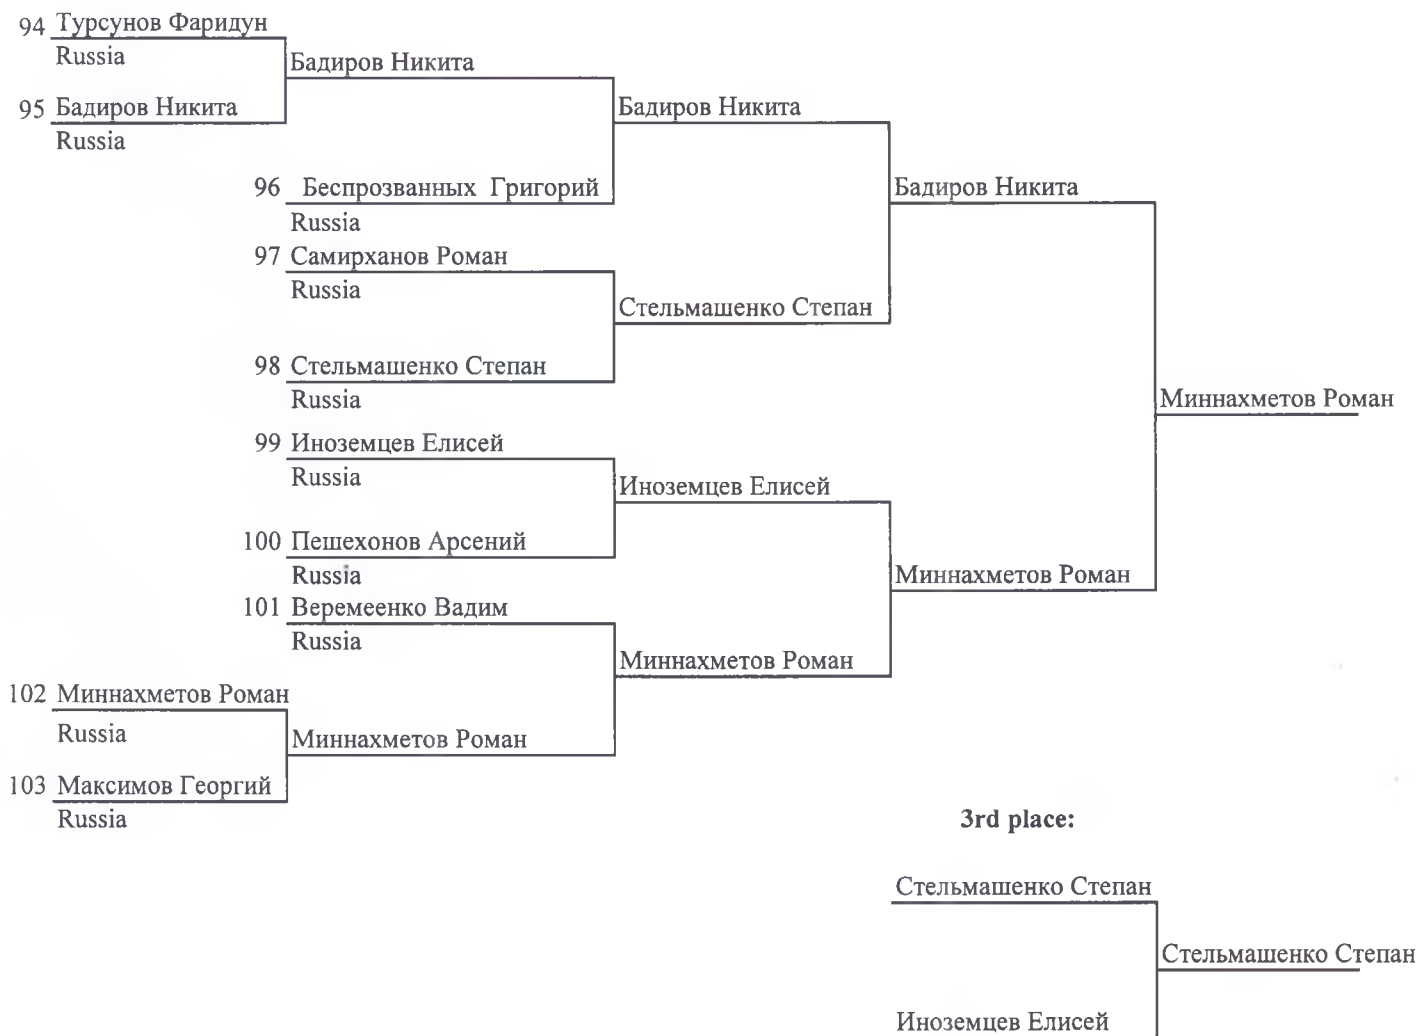 94 Турсунов Фаридун
Russia
Бадиров Никита
95 Бадиров Никита
Russia
Бадиров Никита
96 Беспрозванных Григорий
Russia
Бадиров Никита
97 Самирханов Роман
Russia
Стельмашенко Степан
98 Стельмашенко Степан
Russia
Миннахметов Роман
99 Иноземцев Елисей
Russia
Иноземцев Елисей
100 Пешехонов Арсений
Russia
Миннахметов Роман
101 Веремеенко Вадим
Russia
Миннахметов Роман
102 Миннахметов Роман
Russia
Миннахметов Роман
103 Максимов Георгий
Russia
3rd place:
Стельмашенко Степан
Стельмашенко Степан
Иноземцев Елисей